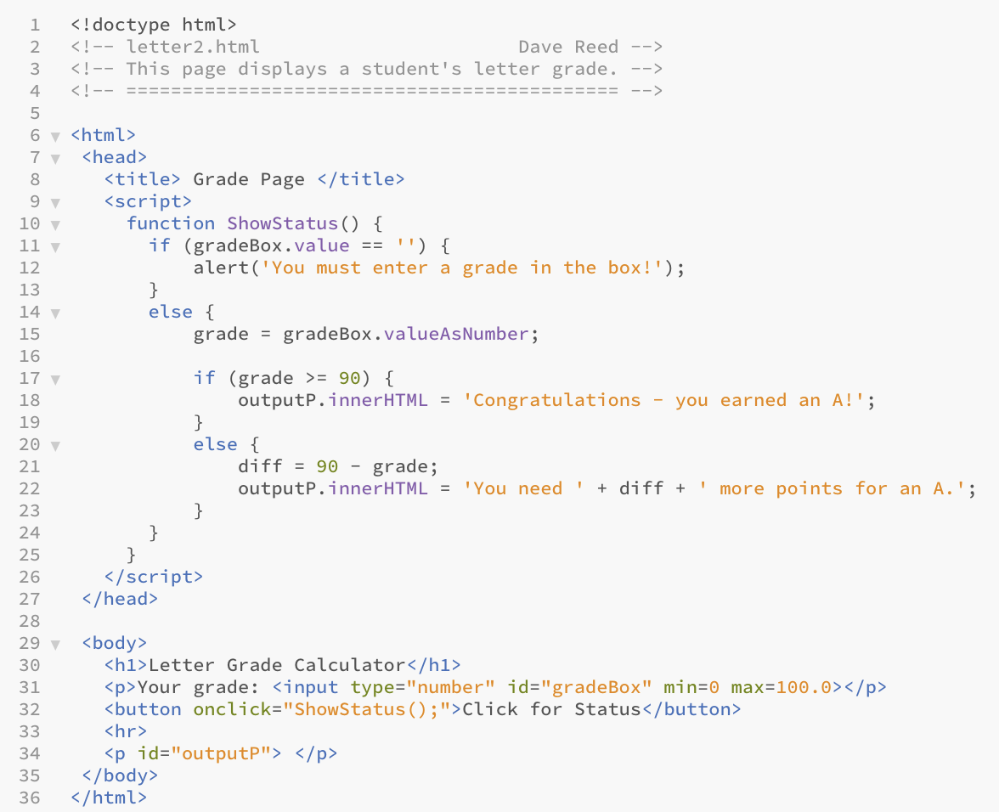 1 <!doctype html>
2 <!-- letter2.html                       Dave Reed -->
3 <!-- This page displays a student's letter grade. -->
4 <!-- ============================================ -->
5
6 ▼ <html>
7 ▼  <head>
8      <title> Grade Page </title>
9 ▼    <script>
10 ▼     function ShowStatus() {
11 ▼       if (gradeBox.value == '') {
12             alert('You must enter a grade in the box!');
13         }
14 ▼       else {
15             grade = gradeBox.valueAsNumber;
16
17 ▼           if (grade >= 90) {
18                 outputP.innerHTML = 'Congratulations - you earned an A!';
19             }
20 ▼           else {
21                 diff = 90 - grade;
22                 outputP.innerHTML = 'You need ' + diff + ' more points for an A.';
23             }
24         }
25       }
26     </script>
27   </head>
28
29 ▼  <body>
30     <h1>Letter Grade Calculator</h1>
31     <p>Your grade: <input type="number" id="gradeBox" min=0 max=100.0></p>
32     <button onclick="ShowStatus();">Click for Status</button>
33     <hr>
34     <p id="outputP"> </p>
35   </body>
36 </html>